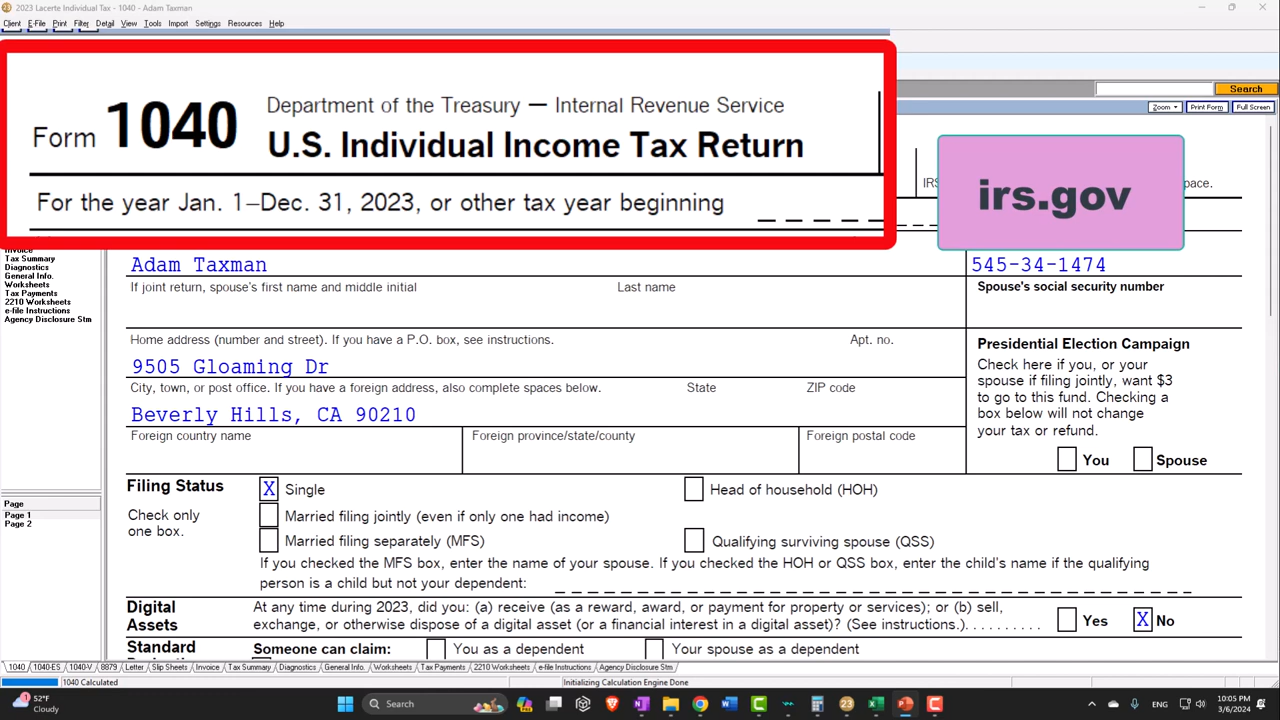 2023 Lacerte Individual Tax - 1040 - Adam Taxman
Client E-File Print Filter Detail View Tools Import Settings Resources Help
Search
Zoom Print Form Full Screen
Form 1040
Department of the Treasury — Internal Revenue Service
U.S. Individual Income Tax Return
For the year Jan. 1–Dec. 31, 2023, or other tax year beginning
irs.gov
Invoice
Tax Summary
Diagnostics
General Info.
Worksheets
Tax Payments
2210 Worksheets
e-file Instructions
Agency Disclosure Stm
Adam Taxman
545-34-1474
If joint return, spouse's first name and middle initial Last name Spouse's social security number
Home address (number and street). If you have a P.O. box, see instructions. Apt. no.
9505 Gloaming Dr
City, town, or post office. If you have a foreign address, also complete spaces below. State ZIP code
Beverly Hills, CA 90210
Foreign country name Foreign province/state/county Foreign postal code
Presidential Election Campaign
Check here if you, or your
spouse if filing jointly, want $3
to go to this fund. Checking a
box below will not change
your tax or refund.
You Spouse
Page
Page 1
Page 2
Filing Status
Check only
one box.
X Single
Married filing jointly (even if only one had income)
Married filing separately (MFS)
Head of household (HOH)
Qualifying surviving spouse (QSS)
If you checked the MFS box, enter the name of your spouse. If you checked the HOH or QSS box, enter the child's name if the qualifying
person is a child but not your dependent:
Digital
Assets
At any time during 2023, did you: (a) receive (as a reward, award, or payment for property or services); or (b) sell,
exchange, or otherwise dispose of a digital asset (or a financial interest in a digital asset)? (See instructions.) . . . . . . . . . .
Yes X No
Standard
Someone can claim: You as a dependent Your spouse as a dependent
1040 1040-ES 1040-V 8879 Letter Slip Sheets Invoice Tax Summary Diagnostics General Info. Worksheets Tax Payments 2210 Worksheets e-file Instructions Agency Disclosure Stm
1040 Calculated Initializing Calculation Engine Done
52°F
Cloudy
Search
ENG
10:05 PM
3/6/2024